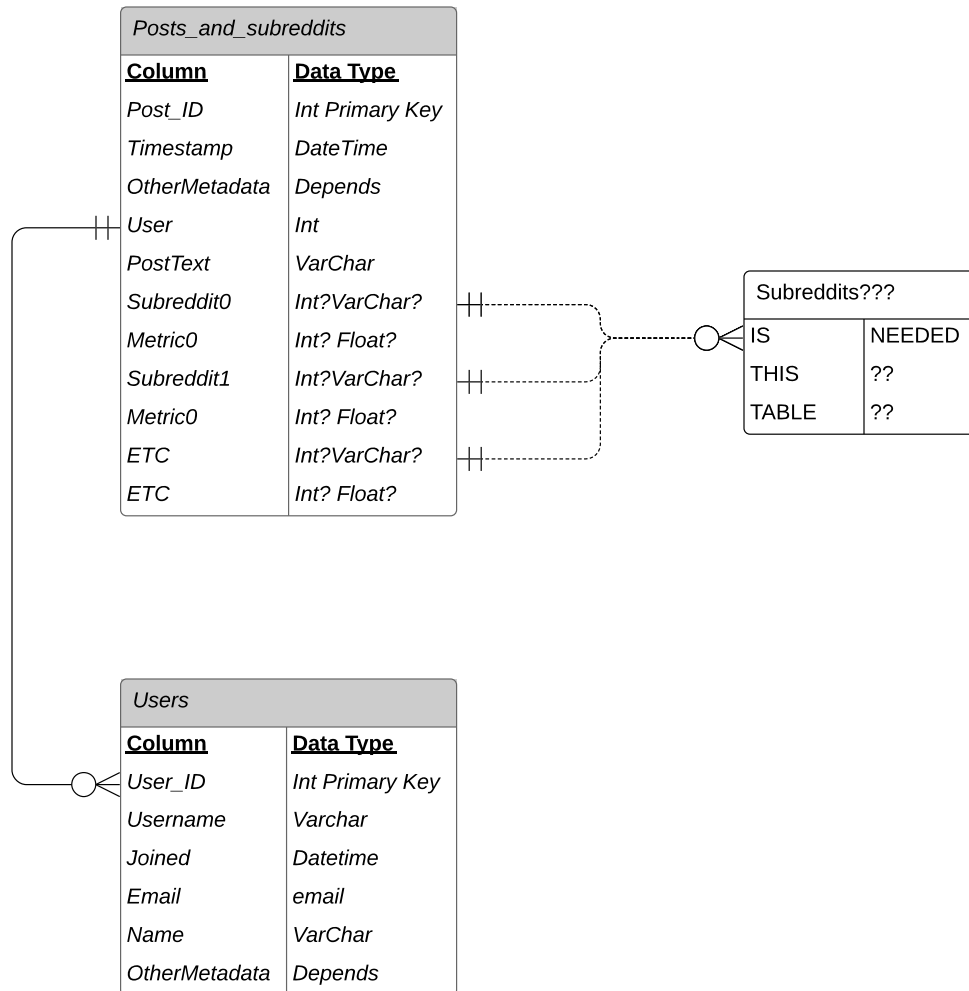 Posts_and_subreddits
Column Data Type
Post_ID Int Primary Key
Timestamp DateTime
OtherMetadata Depends
User Int
PostText VarChar
Subreddit0 Int?VarChar?
Metric0 Int? Float?
Subreddit1 Int?VarChar?
Metric0 Int? Float?
ETC Int?VarChar?
ETC Int? Float?
Subreddits???
IS NEEDED
THIS ??
TABLE ??
Users
Column Data Type
User_ID Int Primary Key
Username Varchar
Joined Datetime
Email email
Name VarChar
OtherMetadata Depends